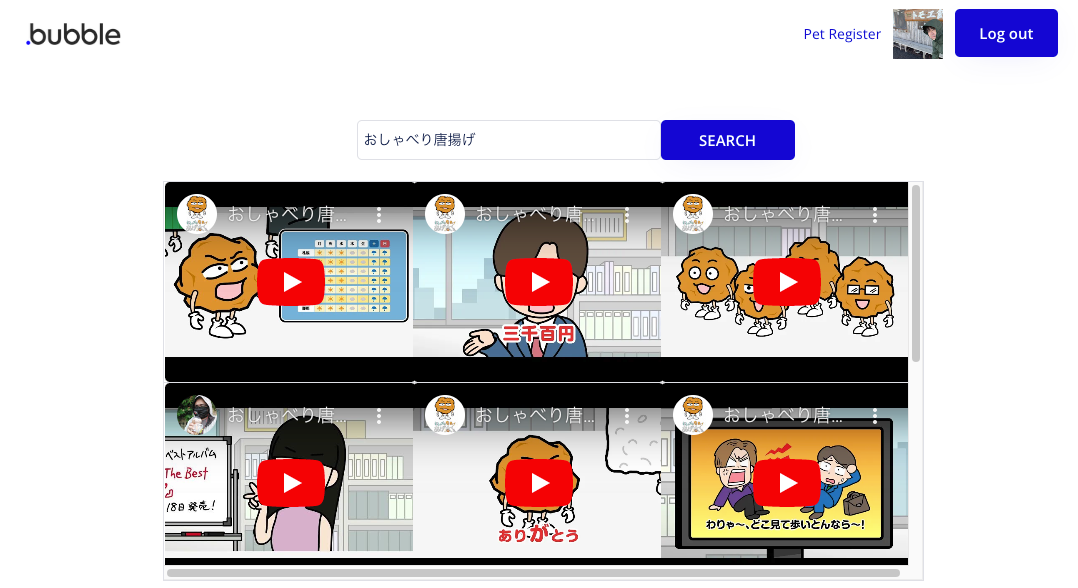 .bubble
Pet Register
Log out
おしゃべり唐揚げ
SEARCH
おしゃべり唐...
おしゃべり唐...
おしゃべり唐...
三千百円
おしゃべり唐...
おしゃべり唐...
おしゃべり唐...
ベストアルバム
The Best
18日発売!
ありがとう
わりゃ〜、どこ見て歩いとんなら〜!